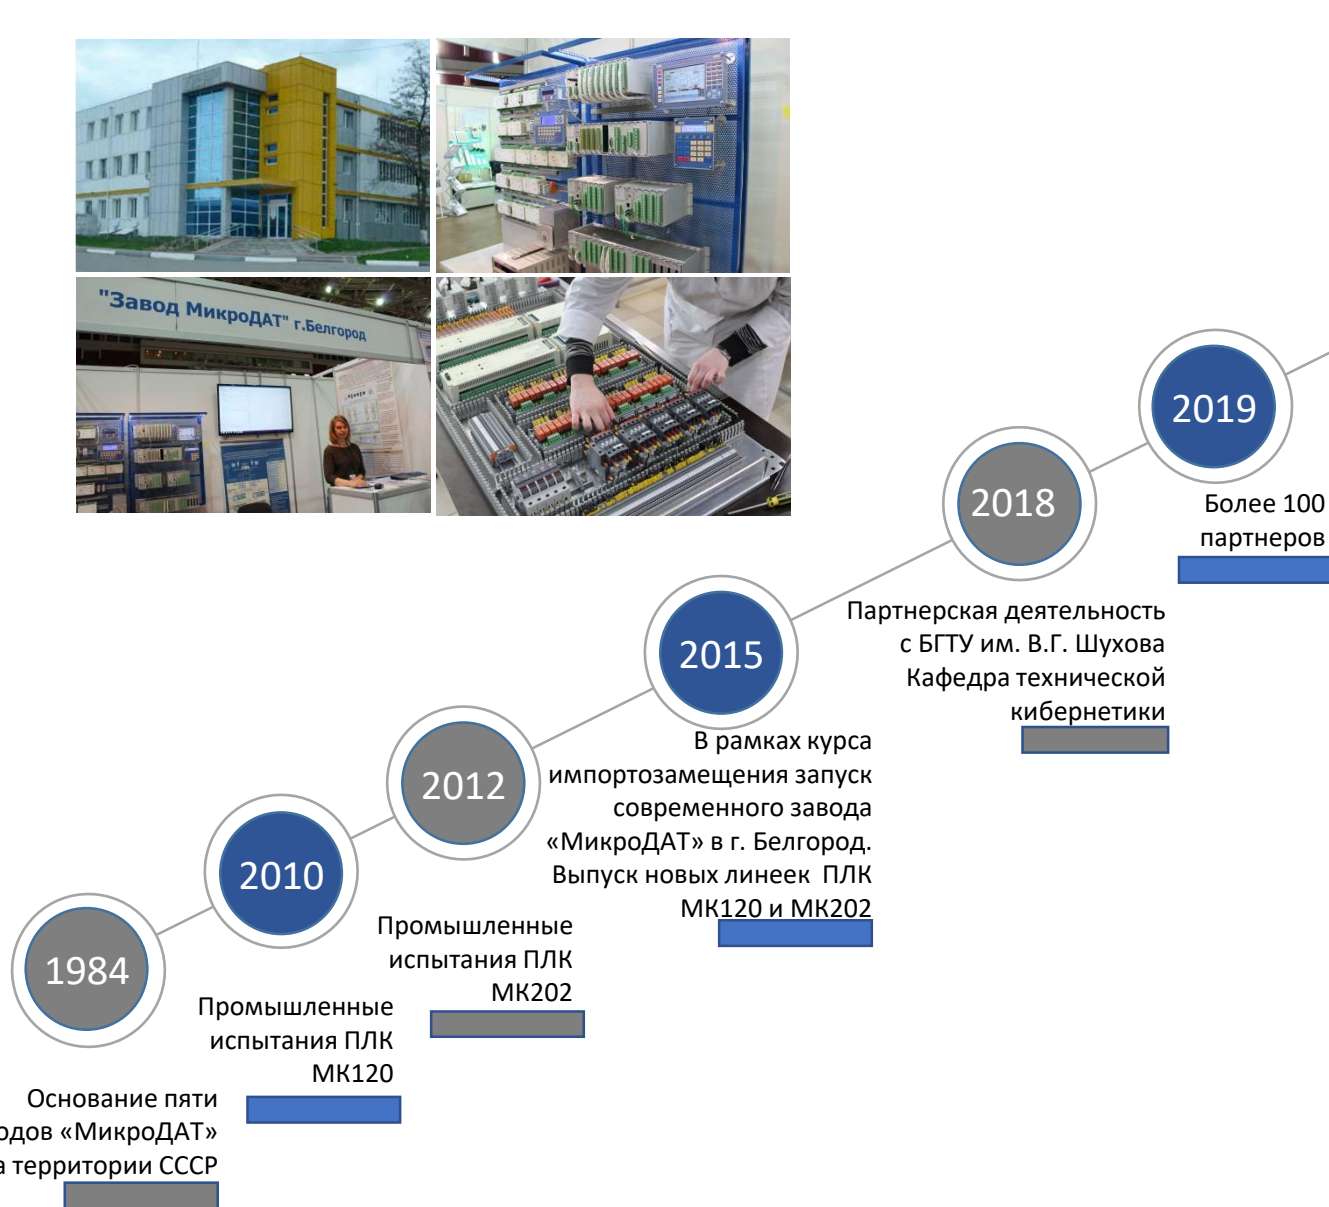 "Завод МикроДАТ" г.Белгород
1984
Основание пяти
«МикроДАТ»
территории СССР
2010
Промышленные
испытания ПЛК
МК120
2012
Промышленные
испытания ПЛК
МК202
2015
В рамках курса
импортозамещения запуск
современного завода
«МикроДАТ» в г. Белгород.
Выпуск новых линеек ПЛК
МК120 и МК202
2018
Партнерская деятельность
с БГТУ им. В.Г. Шухова
Кафедра технической
кибернетики
2019
Более 100
партнеров